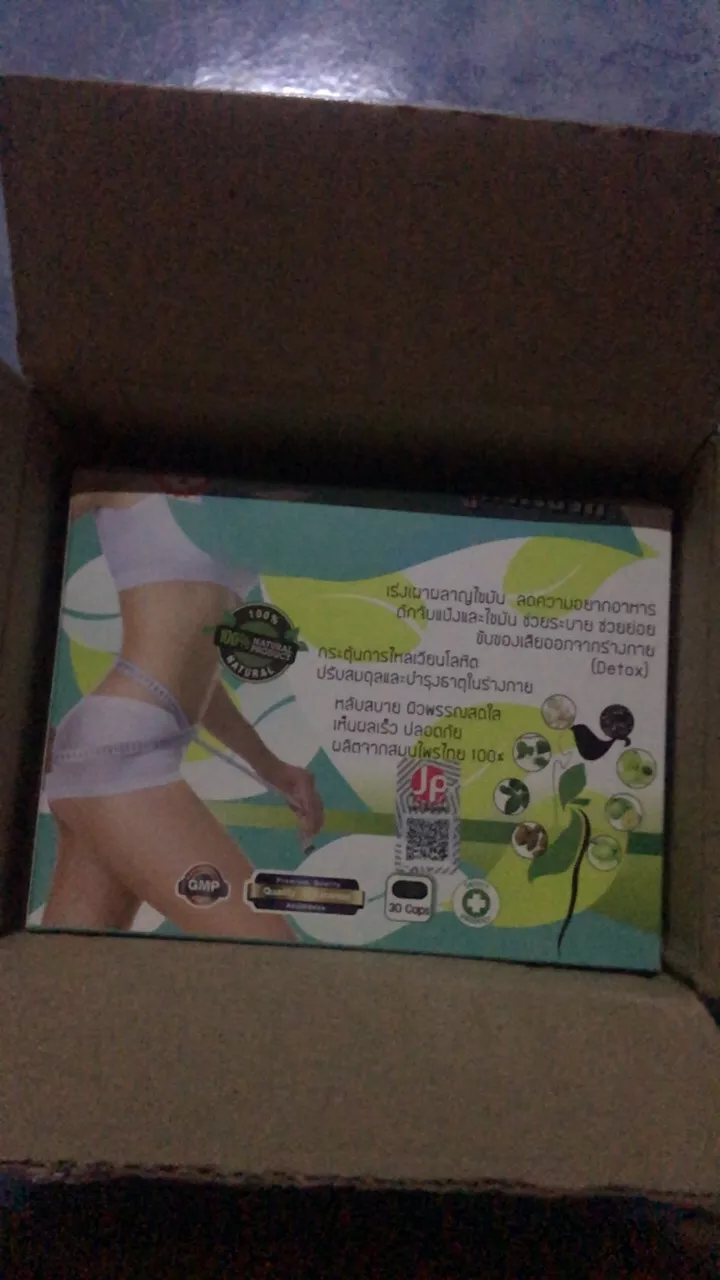 เร่งเผาผลาญไขมัน ลดความอยากอาหาร
ดักจับแป้งและไขมัน ช่วยระบาย ช่วยย่อย
ขับของเสียออกจากร่างกาย
(Detox)
กระตุ้นการไหลเวียนโลหิต
ปรับสมดุลและบำรุงธาตุในร่างกาย
หลับสบาย ผิวพรรณสดใส
เห็นผลเร็ว ปลอดภัย
ผลิตจากสมุนไพรไทย 100%
100%
100% NATURAL
PRODUCT
NATURAL
JP
GMP
Premium Quality
30 Caps